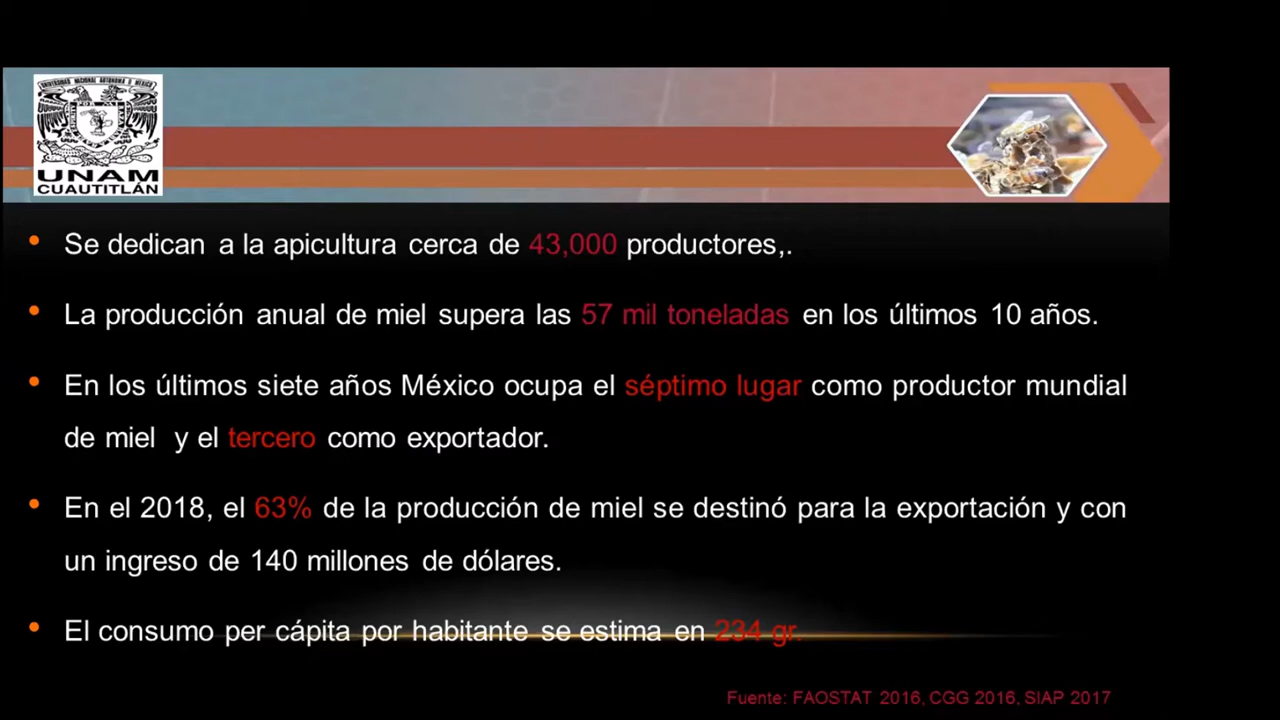 UNIVERSIDAD NACIONAL AUTONOMA DE MEXICO
UNAM
CUAUTITLÁN
• Se dedican a la apicultura cerca de 43,000 productores,.
• La producción anual de miel supera las 57 mil toneladas en los últimos 10 años.
• En los últimos siete años México ocupa el séptimo lugar como productor mundial
de miel y el tercero como exportador.
• En el 2018, el 63% de la producción de miel se destinó para la exportación y con
un ingreso de 140 millones de dólares.
• El consumo per cápita por habitante se estima en 234 gr.
Fuente: FAOSTAT 2016, CGG 2016, SIAP 2017